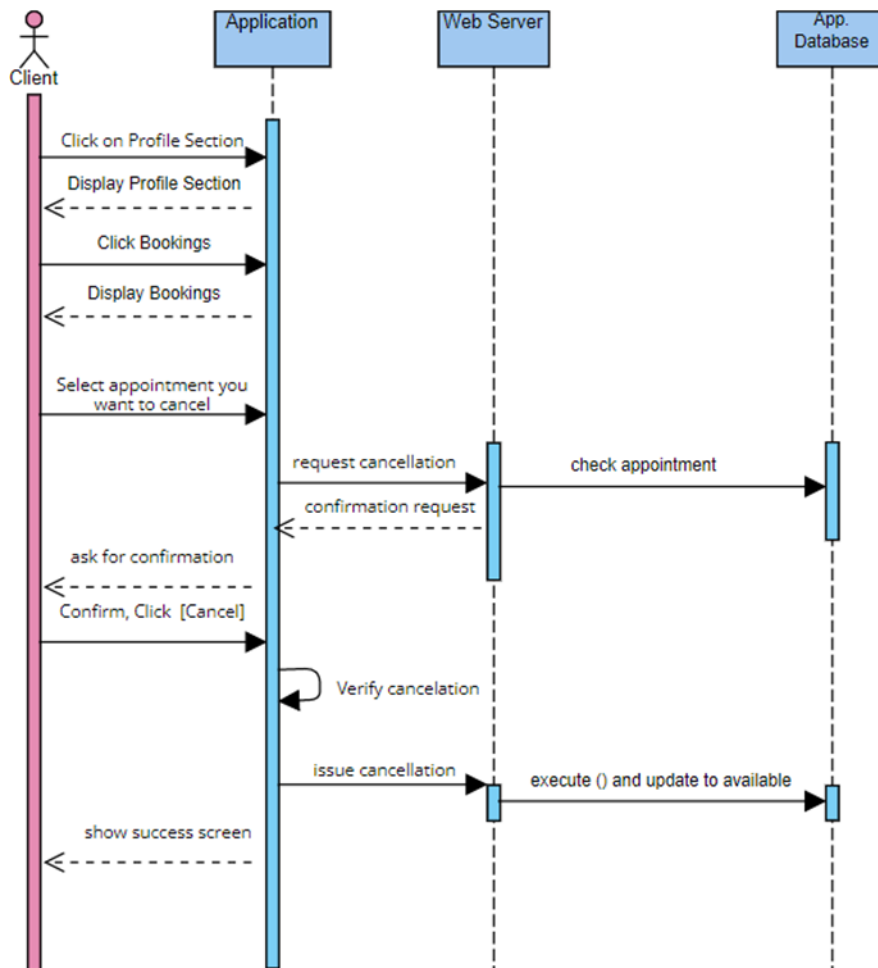 Application
Web Server
App.
Database
Client
Click on Profile Section
Display Profile Section
Click Bookings
Display Bookings
Select appointment you
want to cancel
request cancellation
check appointment
confirmation request
ask for confirmation
Confirm, Click [Cancel]
Verify cancelation
issue cancellation
execute () and update to available
show success screen